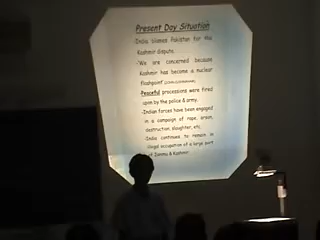 Present Day Situation
-India blames Pakistan for the
Kashmir dispute.
-We are concerned because
Kashmir has become a nuclear
flashpoint
Peaceful processions were fired
upon by the police & army.
-Indian forces have been engaged
in a campaign of rape, arson,
destruction, slaughter, etc.
-India continues to remain in
illegal occupation of a large part
of Jammu & Kashmir.